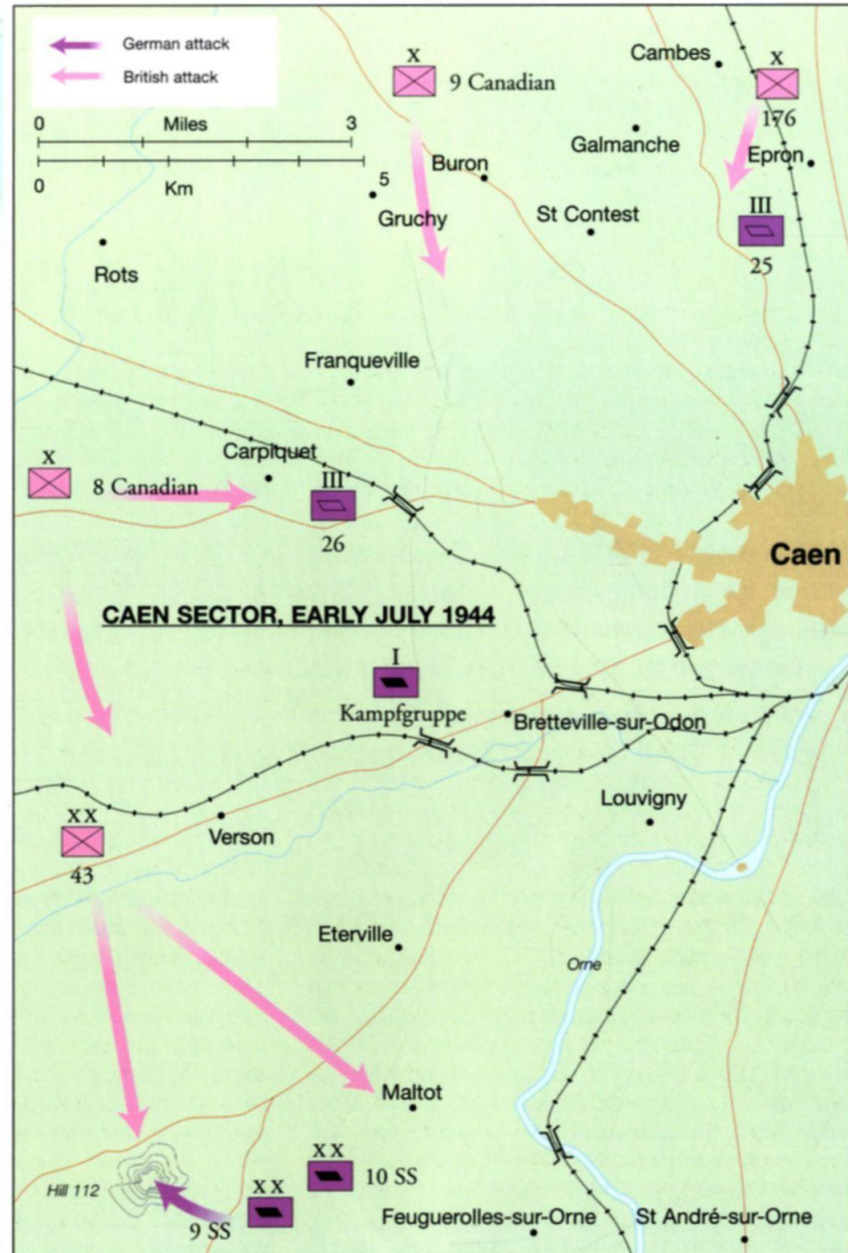 German attack
British attack
0 Miles 3
0 Km 5
X
9 Canadian
Cambes
X
176
Galmanche
Epron
Buron
Gruchy
St Contest
III
25
Rots
Franqueville
Carpiquet
X
8 Canadian
III
26
Caen
CAEN SECTOR, EARLY JULY 1944
I
Kampfgruppe
Bretteville-sur-Odon
Louvigny
Verson
XX
43
Eterville
Orne
Maltot
XX
10 SS
Hill 112
XX
9 SS
Feuguerolles-sur-Orne
St André-sur-Orne